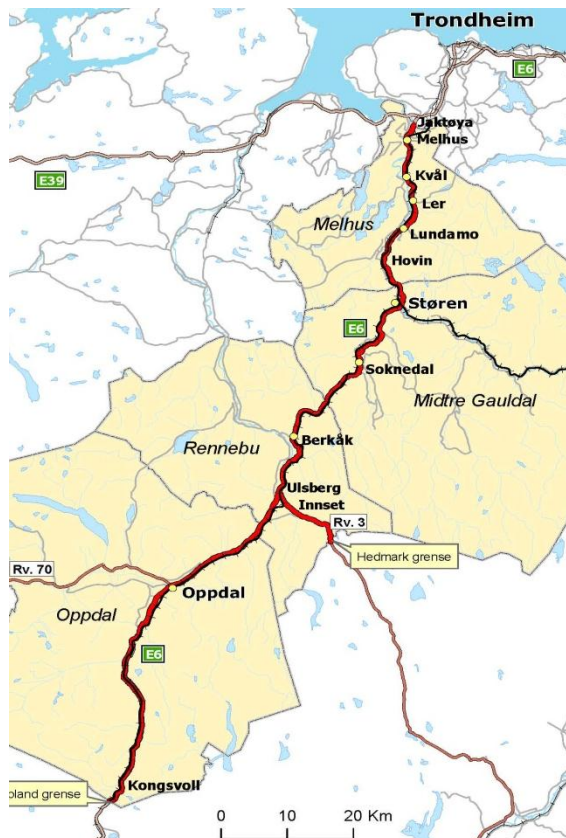 Trondheim
E6
Jaktøya
Melhus
E39
Kvål
Ler
Melhus
Lundamo
Hovin
Støren
E6
Soknedal
Midtre Gauldal
Rennebu
Berkåk
Ulsberg
Innset
Rv. 3
Hedmark grense
Rv. 70
Oppdal
Oppdal
E6
Kongsvoll
pland grense
0 10 20 Km